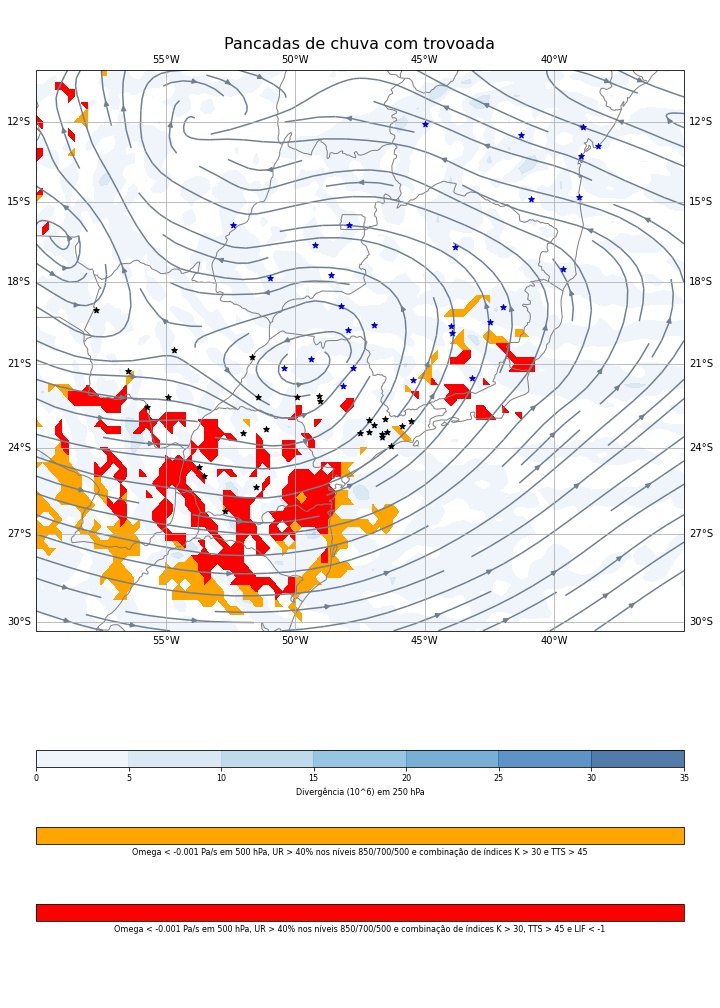 Pancadas de chuva com trovoada
55°W 50°W 45°W 40°W
12°S 12°S
15°S 15°S
18°S 18°S
21°S 21°S
24°S 24°S
27°S 27°S
30°S 30°S
55°W 50°W 45°W 40°W
0 5 10 15 20 25 30 35
Divergência (10^6) em 250 hPa
Omega < -0.001 Pa/s em 500 hPa, UR > 40% nos níveis 850/700/500 e combinação de índices K > 30 e TTS > 45
Omega < -0.001 Pa/s em 500 hPa, UR > 40% nos níveis 850/700/500 e combinação de índices K > 30, TTS > 45 e LIF < -1